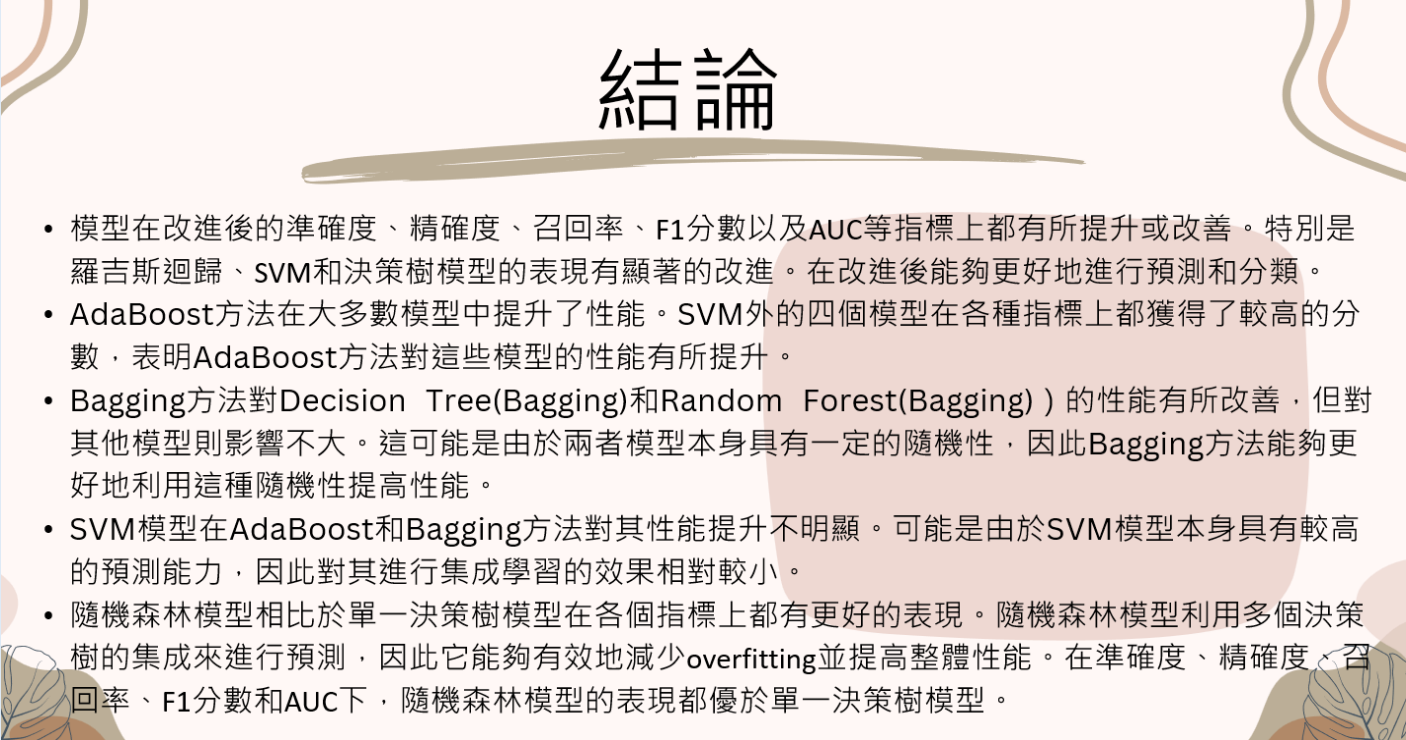 結論
• 模型在改進後的準確度、精確度、召回率、F1分數以及AUC等指標上都有所提升或改善。特別是
羅吉斯迴歸、SVM和決策樹模型的表現有顯著的改進。在改進後能夠更好地進行預測和分類。
• AdaBoost方法在大多數模型中提升了性能。SVM外的四個模型在各種指標上都獲得了較高的分
數，表明AdaBoost方法對這些模型的性能有所提升。
• Bagging方法對Decision Tree(Bagging)和Random Forest(Bagging) ) 的性能有所改善，但對
其他模型則影響不大。這可能是由於兩者模型本身具有一定的隨機性，因此Bagging方法能夠更
好地利用這種隨機性提高性能。
• SVM模型在AdaBoost和Bagging方法對其性能提升不明顯。可能是由於SVM模型本身具有較高
的預測能力，因此對其進行集成學習的效果相對較小。
• 隨機森林模型相比於單一決策樹模型在各個指標上都有更好的表現。隨機森林模型利用多個決策
樹的集成來進行預測，因此它能夠有效地減少overfitting並提高整體性能。在準確度、精確度、召
回率、F1分數和AUC下，隨機森林模型的表現都優於單一決策樹模型。